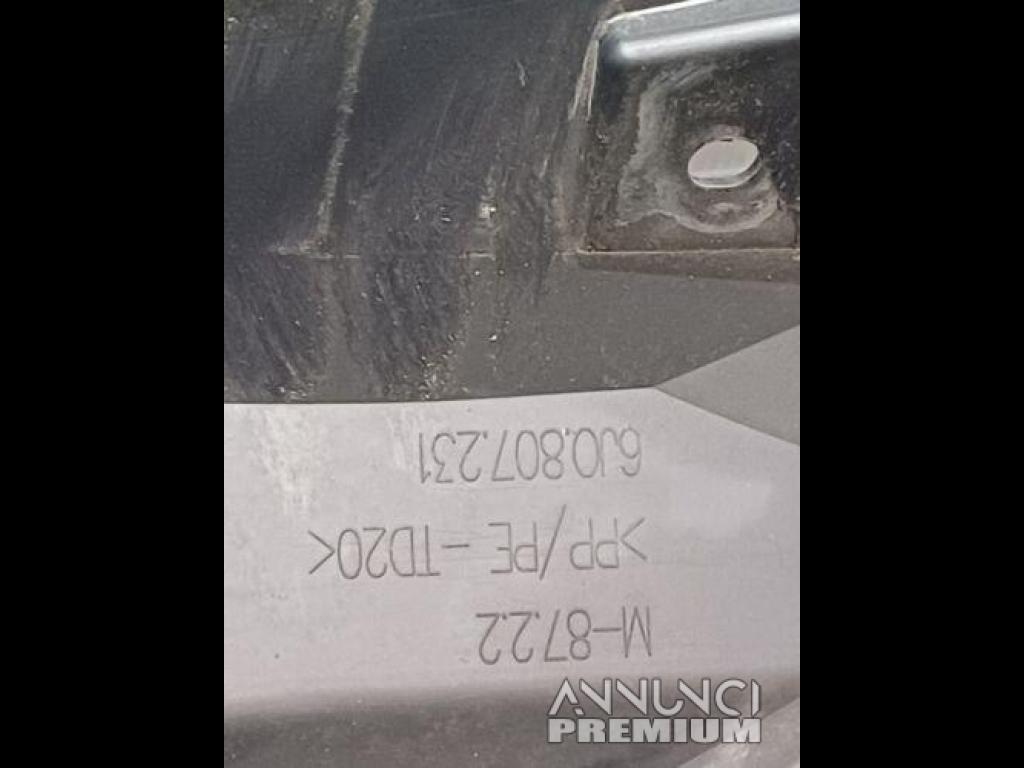 6J0.807.231
>PP/PE-TD20<
M-87.2.2
ANNUNCI
PREMIUM